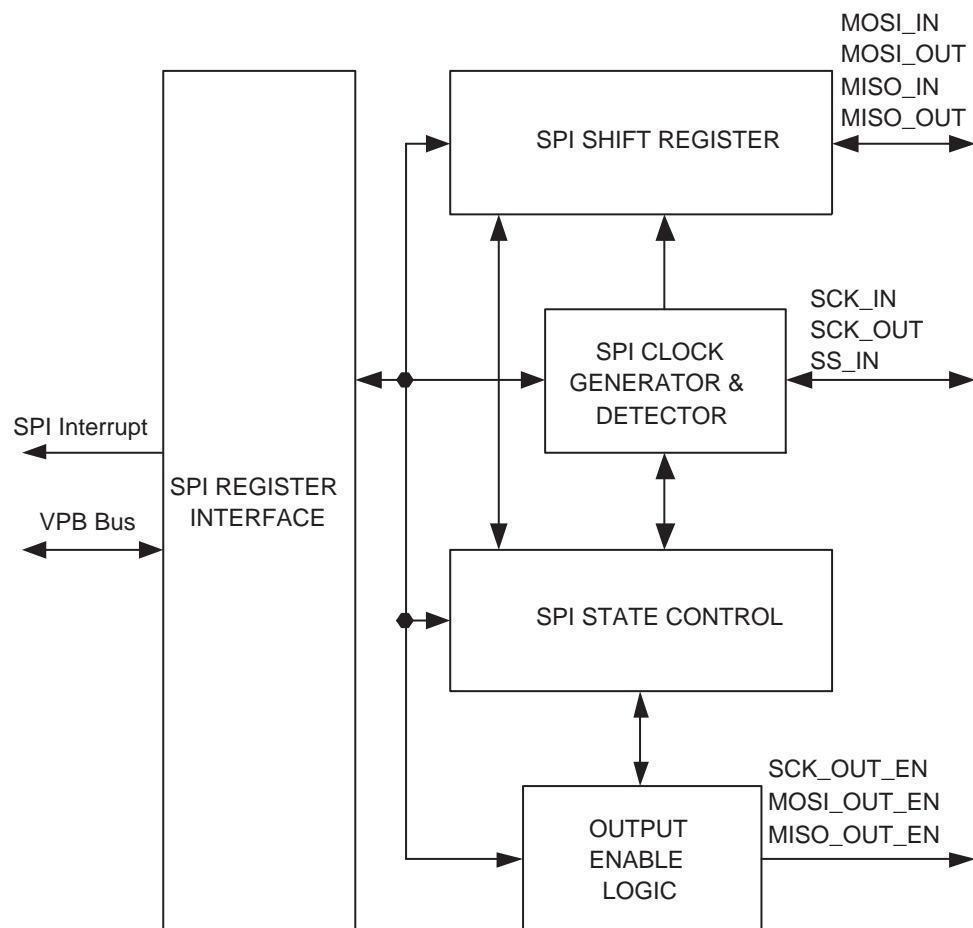 MOSI_IN
MOSI_OUT
MISO_IN
MISO_OUT
SPI SHIFT REGISTER
SCK_IN
SCK_OUT
SS_IN
SPI CLOCK
GENERATOR &
DETECTOR
SPI Interrupt
VPB Bus
SPI REGISTER
INTERFACE
SPI STATE CONTROL
SCK_OUT_EN
MOSI_OUT_EN
MISO_OUT_EN
OUTPUT
ENABLE
LOGIC